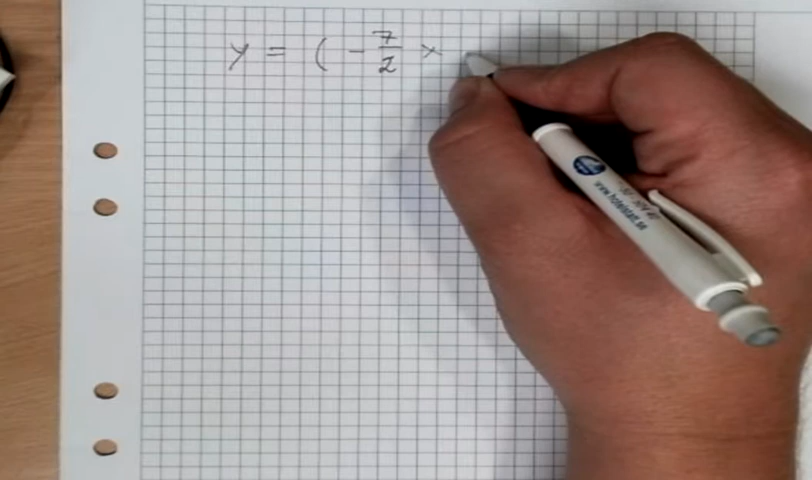 y = ( - 7/2 x